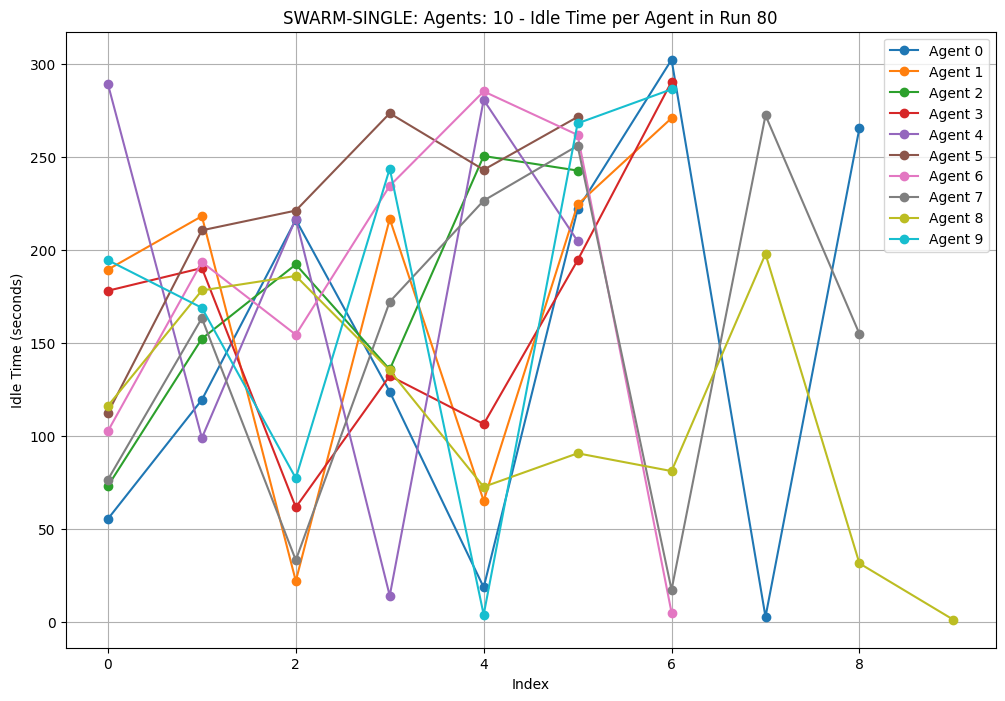 SWARM-SINGLE: Agents: 10 - Idle Time per Agent in Run 80
Idle Time (seconds)
300
250
200
150
100
50
0
0 2 4 6 8
Index
Agent 0
Agent 1
Agent 2
Agent 3
Agent 4
Agent 5
Agent 6
Agent 7
Agent 8
Agent 9